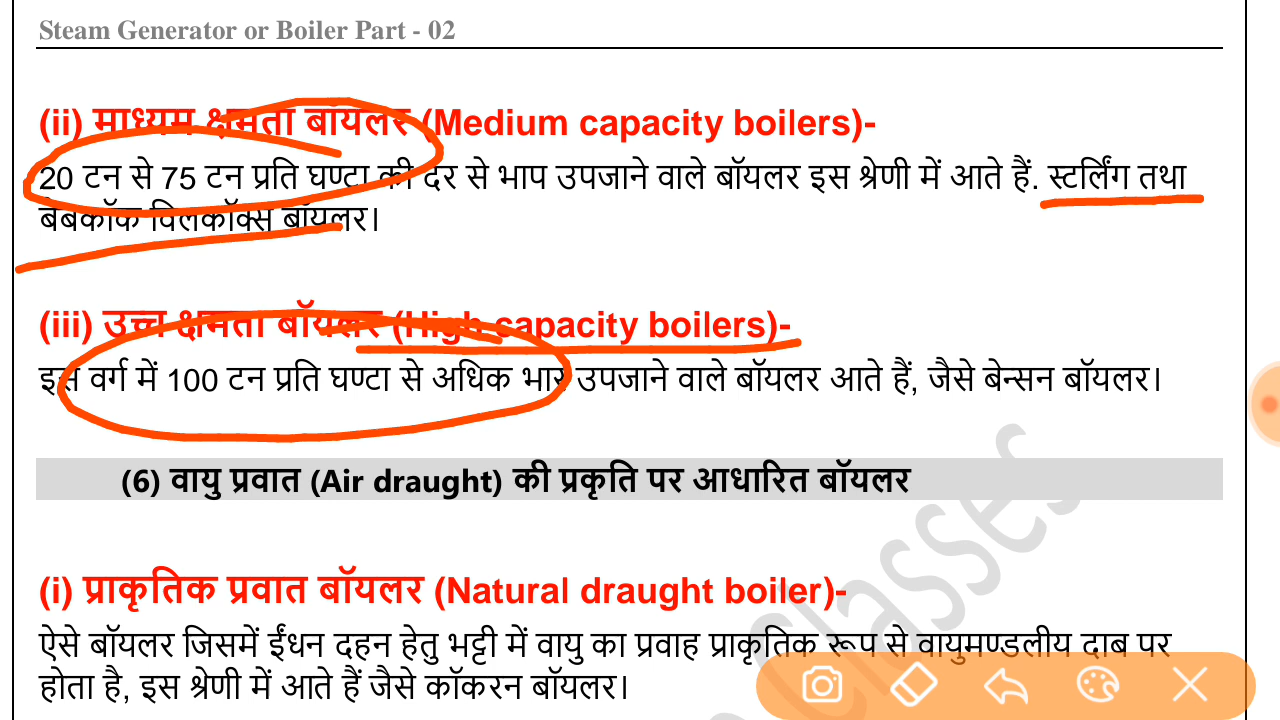 Steam Generator or Boiler Part - 02
(ii) माध्यम क्षमता बॉयलर (Medium capacity boilers)-
20 टन से 75 टन प्रति घण्टा की दर से भाप उपजाने वाले बॉयलर इस श्रेणी में आते हैं. स्टर्लिंग तथा
बेबकॉक विलकॉक्स बॉयलर।
(iii) उच्च क्षमता बॉयलर (High capacity boilers)-
इस वर्ग में 100 टन प्रति घण्टा से अधिक भाप उपजाने वाले बॉयलर आते हैं, जैसे बेन्सन बॉयलर।
(6) वायु प्रवात (Air draught) की प्रकृति पर आधारित बॉयलर
(i) प्राकृतिक प्रवात बॉयलर (Natural draught boiler)-
ऐसे बॉयलर जिसमें ईंधन दहन हेतु भट्टी में वायु का प्रवाह प्राकृतिक रूप से वायुमण्डलीय दाब पर
होता है, इस श्रेणी में आते हैं जैसे कॉकरन बॉयलर।
Classes